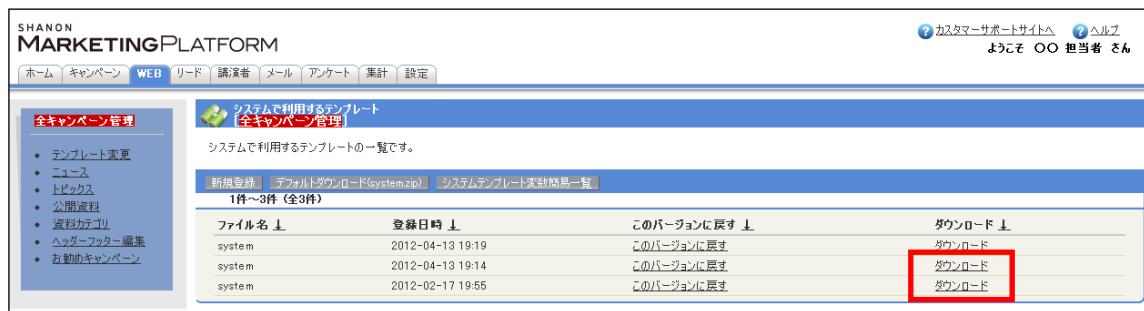 SHANON
MARKETINGPLATFORM
カスタマーサポートサイトへ ヘルプ
ようこそ 〇〇 担当者 さん
ホーム キャンペーン WEB リード 講演者 メール アンケート 集計 設定
全キャンペーン管理
テンプレート変更
ニュース
トピックス
公開資料
資料カテゴリ
ヘッダーフッター編集
お勧めキャンペーン
システムで利用するテンプレート
[全キャンペーン管理]
システムで利用するテンプレートの一覧です。
新規登録 デフォルトダウンロード(system.zip) システムテンプレート変数簡易一覧
1件～3件 (全3件)
ファイル名 ↓ 登録日時 ↓ このバージョンに戻す ↓ ダウンロード ↓
system 2012-04-13 19:19 このバージョンに戻す ダウンロード
system 2012-04-13 19:14 このバージョンに戻す ダウンロード
system 2012-02-17 19:55 このバージョンに戻す ダウンロード